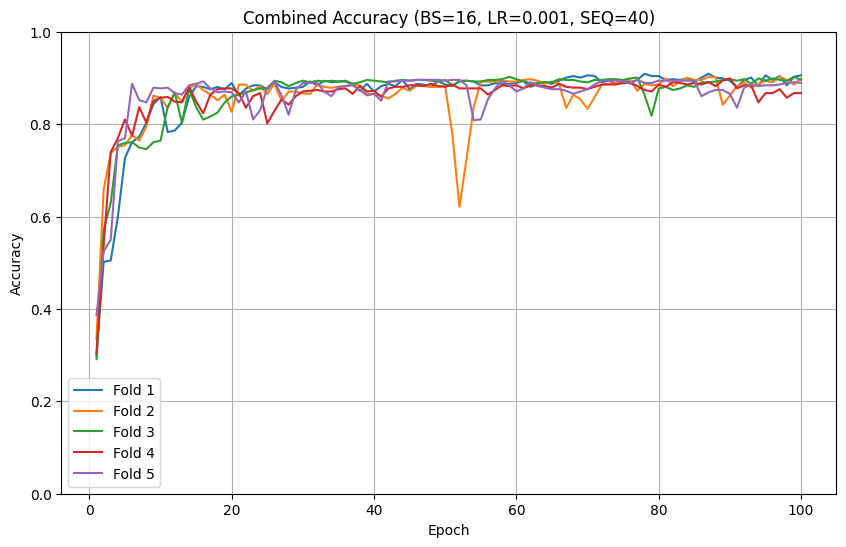 Combined Accuracy (BS=16, LR=0.001, SEQ=40)
1.0
0.8
0.6
0.4
0.2
0.0
Accuracy
Fold 1
Fold 2
Fold 3
Fold 4
Fold 5
0 20 40 60 80 100
Epoch